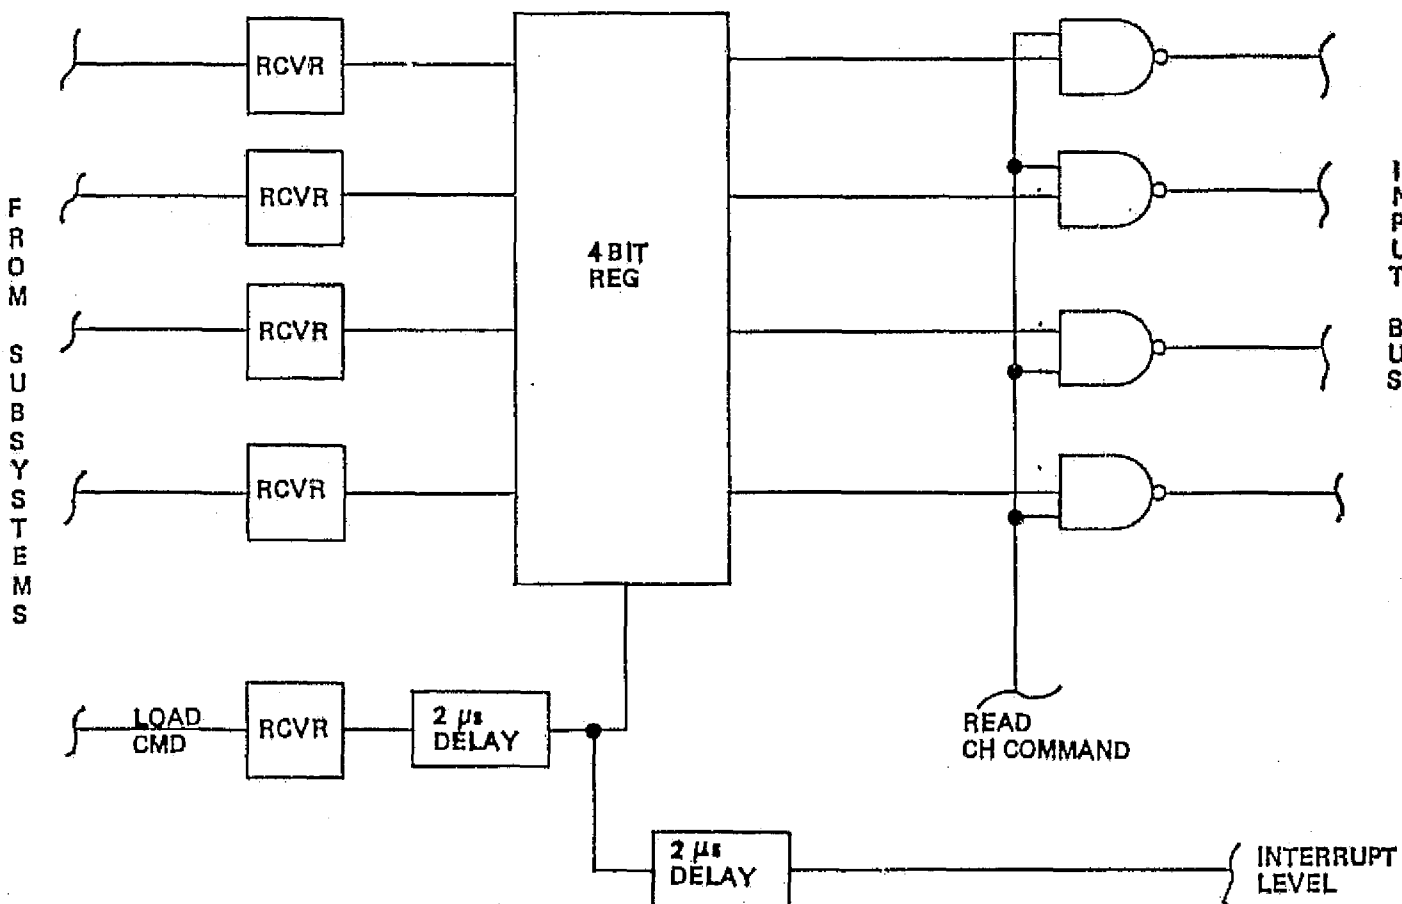 FROM SUBSYSTEMS
RCVR
RCVR
RCVR
RCVR
4 BIT
REG
INPUT BUS
LOAD
CMD
RCVR
2 μs
DELAY
READ
CH COMMAND
2 μs
DELAY
INTERRUPT
LEVEL